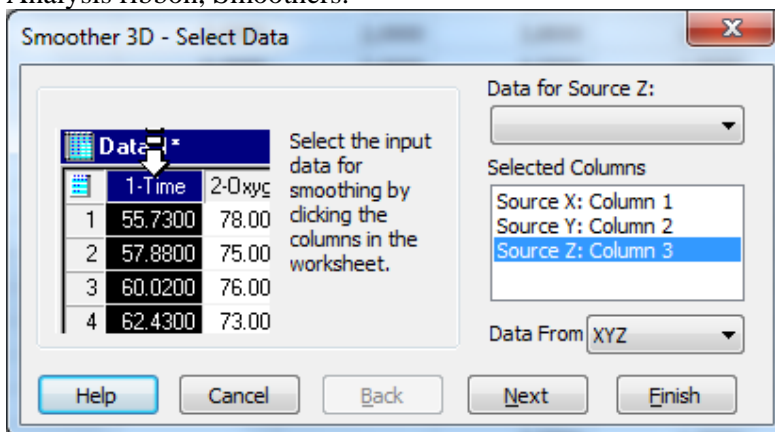 Analysis ribbon, Smoothers.
Smoother 3D - Select Data
Data for Source Z:
Selected Columns
Source X: Column 1
Source Y: Column 2
Source Z: Column 3
Data From XYZ
Select the input
data for
smoothing by
clicking the
columns in the
worksheet.
1-Time 2-Oxyg
1 55.7300 78.00
2 57.8800 75.00
3 60.0200 76.00
4 62.4300 73.00
Help Cancel Back Next Finish